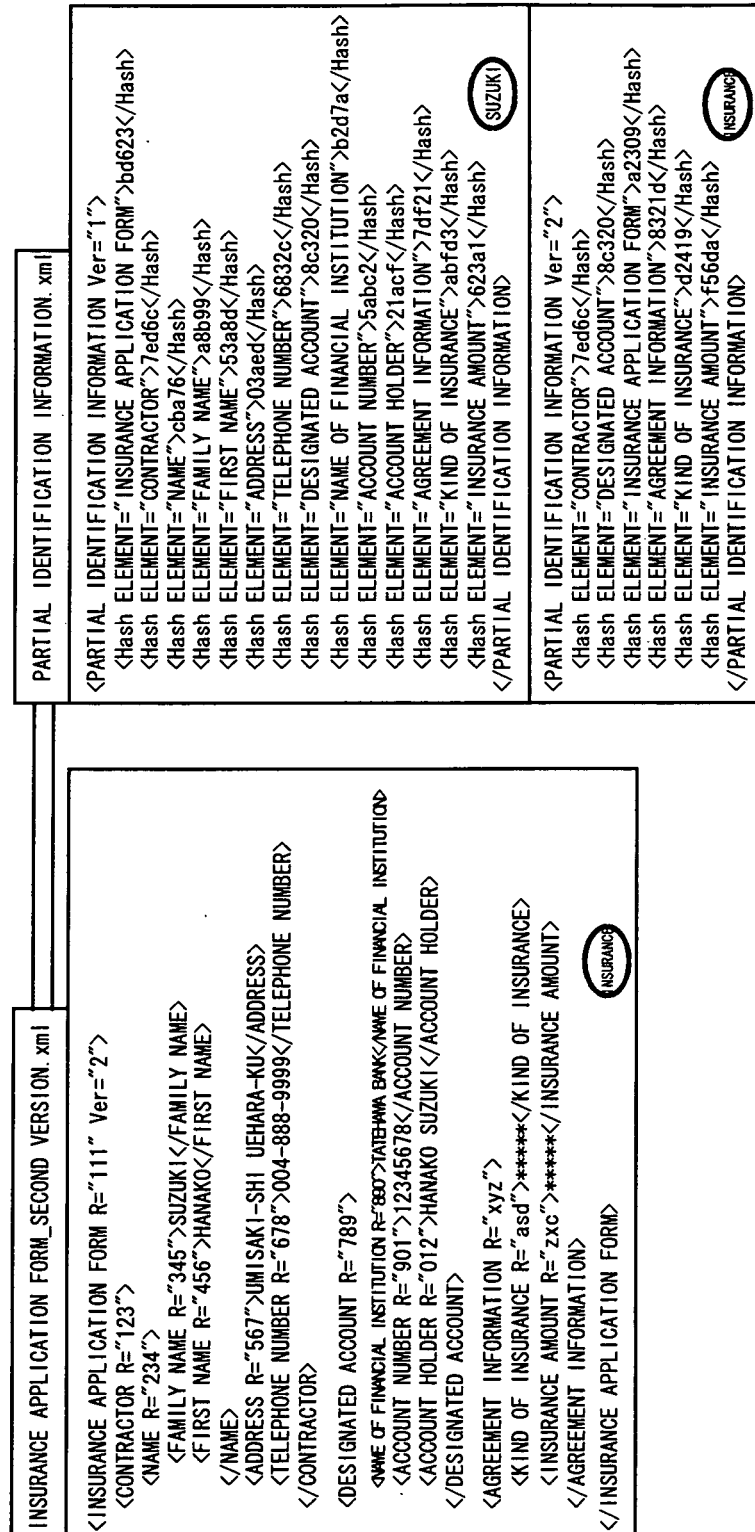 INSURANCE APPLICATION FORM_SECOND VERSION. xml
<INSURANCE APPLICATION FORM R="111" Ver="2">
<CONTRACTOR R="123">
<NAME R="234">
<FAMILY NAME R="345">SUZUKI</FAMILY NAME>
<FIRST NAME R="456">HANAKO</FIRST NAME>
</NAME>
<ADDRESS R="567">UMISAKI-SHI UEHARA-KU</ADDRESS>
<TELEPHONE NUMBER R="678">004-888-9999</TELEPHONE NUMBER>
</CONTRACTOR>
<DESIGNATED ACCOUNT R="789">
<NAME OF FINANCIAL INSTITUTION R="890">TATEHAMA BANK</NAME OF FINANCIAL INSTITUTION>
<ACCOUNT NUMBER R="901">12345678</ACCOUNT NUMBER>
<ACCOUNT HOLDER R="012">HANAKO SUZUKI</ACCOUNT HOLDER>
</DESIGNATED ACCOUNT>
<AGREEMENT INFORMATION R="xyz">
<KIND OF INSURANCE R="asd">*****</KIND OF INSURANCE>
<INSURANCE AMOUNT R="zxc">*****</INSURANCE AMOUNT>
</AGREEMENT INFORMATION>
</INSURANCE APPLICATION FORM>
INSURANCE
PARTIAL IDENTIFICATION INFORMATION. xml
<PARTIAL IDENTIFICATION INFORMATION Ver="1">
<Hash ELEMENT="INSURANCE APPLICATION FORM">bd623</Hash>
<Hash ELEMENT="CONTRACTOR">7ed6c</Hash>
<Hash ELEMENT="NAME">cba76</Hash>
<Hash ELEMENT="FAMILY NAME">a8b99</Hash>
<Hash ELEMENT="FIRST NAME">53a8d</Hash>
<Hash ELEMENT="ADDRESS">03aed</Hash>
<Hash ELEMENT="TELEPHONE NUMBER">6832c</Hash>
<Hash ELEMENT="DESIGNATED ACCOUNT">8c320</Hash>
<Hash ELEMENT="NAME OF FINANCIAL INSTITUTION">b2d7a</Hash>
<Hash ELEMENT="ACCOUNT NUMBER">5abc2</Hash>
<Hash ELEMENT="ACCOUNT HOLDER">21acf</Hash>
<Hash ELEMENT="AGREEMENT INFORMATION">7df21</Hash>
<Hash ELEMENT="KIND OF INSURANCE">abfd3</Hash>
<Hash ELEMENT="INSURANCE AMOUNT">623a1</Hash>
</PARTIAL IDENTIFICATION INFORMATION>
SUZUKI
<PARTIAL IDENTIFICATION INFORMATION Ver="2">
<Hash ELEMENT="CONTRACTOR">7ed6c</Hash>
<Hash ELEMENT="DESIGNATED ACCOUNT">8c320</Hash>
<Hash ELEMENT="INSURANCE APPLICATION FORM">a2309</Hash>
<Hash ELEMENT="AGREEMENT INFORMATION">8321d</Hash>
<Hash ELEMENT="KIND OF INSURANCE">d2419</Hash>
<Hash ELEMENT="INSURANCE AMOUNT">f56da</Hash>
</PARTIAL IDENTIFICATION INFORMATION>
INSURANCE